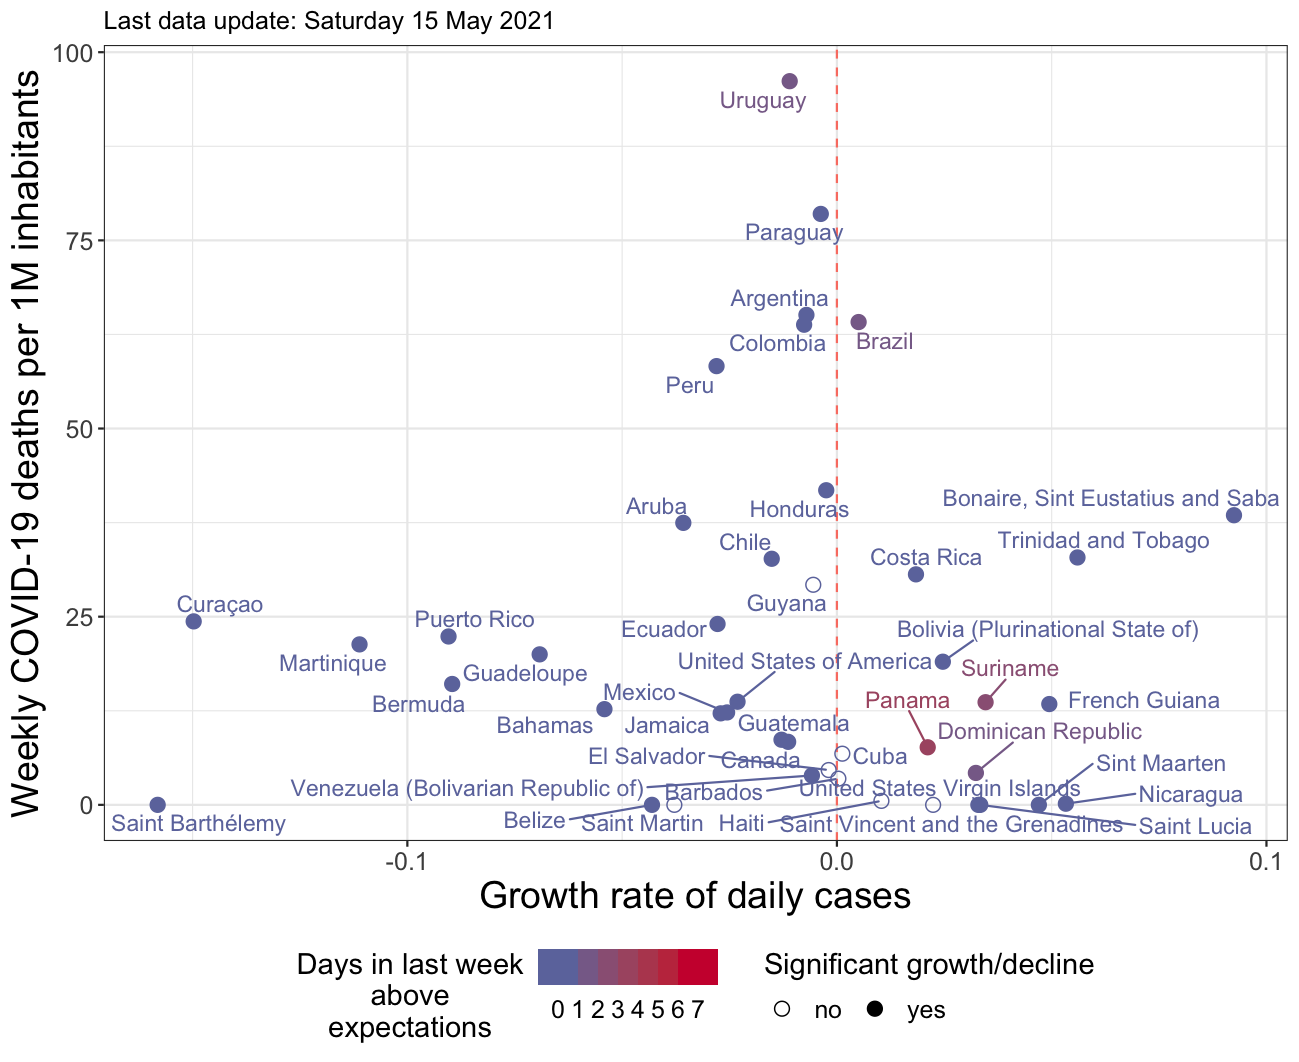 Last data update: Saturday 15 May 2021
Weekly COVID-19 deaths per 1M inhabitants
100
75
50
25
0
Uruguay
Paraguay
Argentina
Colombia
Brazil
Peru
Aruba
Honduras
Bonaire, Sint Eustatius and Saba
Chile
Trinidad and Tobago
Costa Rica
Guyana
Curaçao
Puerto Rico
Ecuador
Bolivia (Plurinational State of)
Martinique
Guadeloupe
United States of America
Suriname
Bermuda
Mexico
Panama
French Guiana
Bahamas
Jamaica
Guatemala
Dominican Republic
El Salvador
Canada
Cuba
Sint Maarten
Venezuela (Bolivarian Republic of)
Barbados
United States Virgin Islands
Nicaragua
Saint Barthélemy
Belize
Saint Martin
Haiti
Saint Vincent and the Grenadines
Saint Lucia
-0.1
0.0
0.1
Growth rate of daily cases
Days in last week
above
expectations
0 1 2 3 4 5 6 7
Significant growth/decline
no
yes